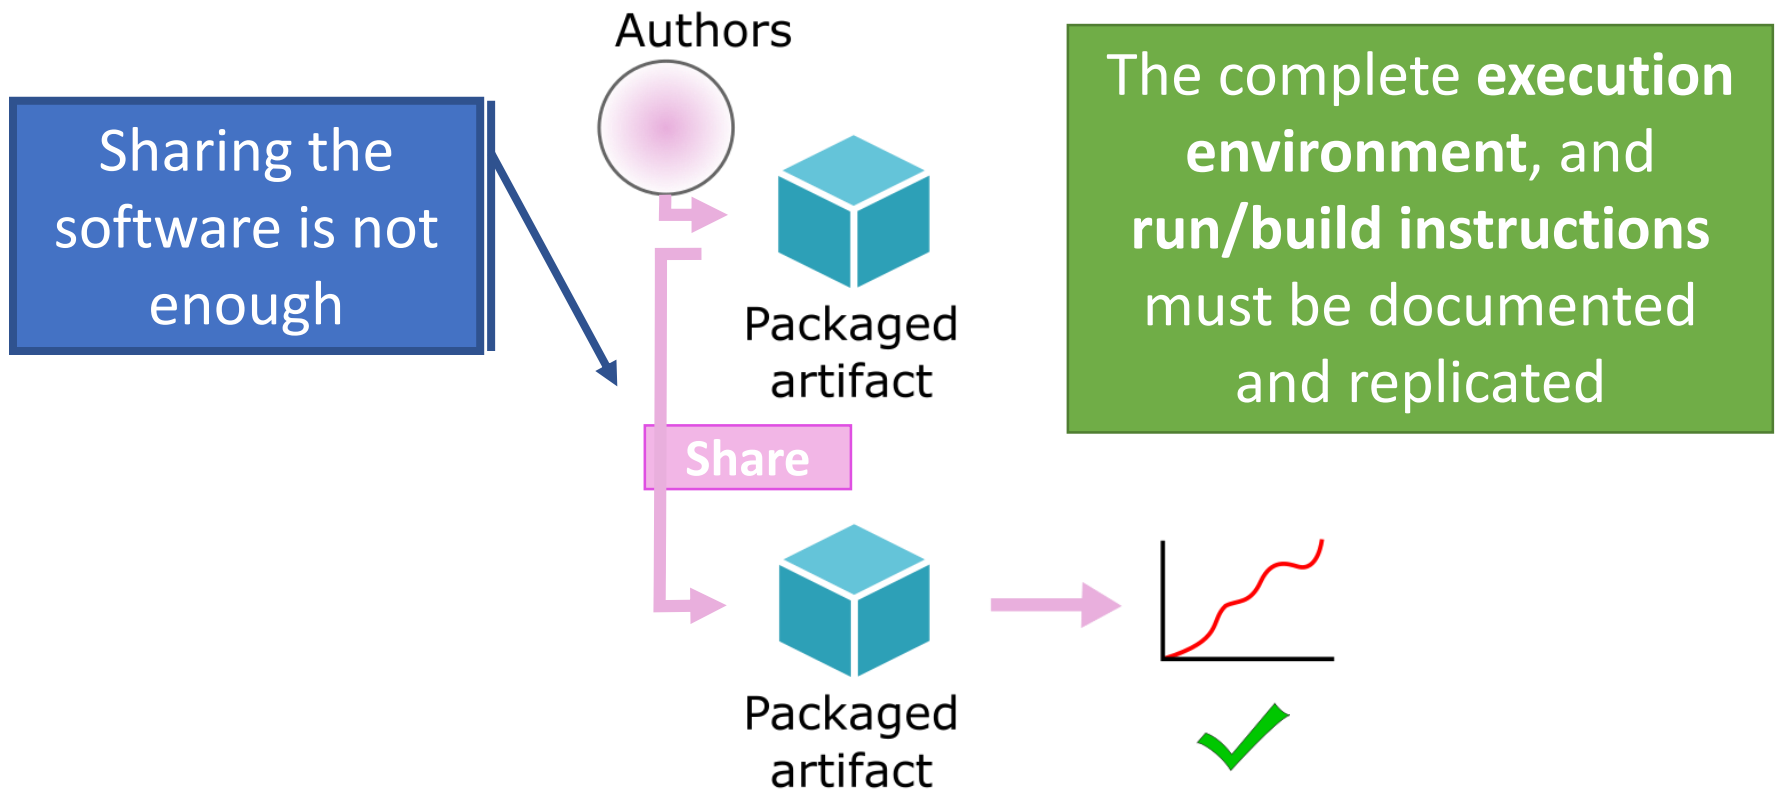 Authors
Sharing the
software is not
enough
The complete execution
environment, and
run/build instructions
must be documented
and replicated
Packaged
artifact
Share
Packaged
artifact